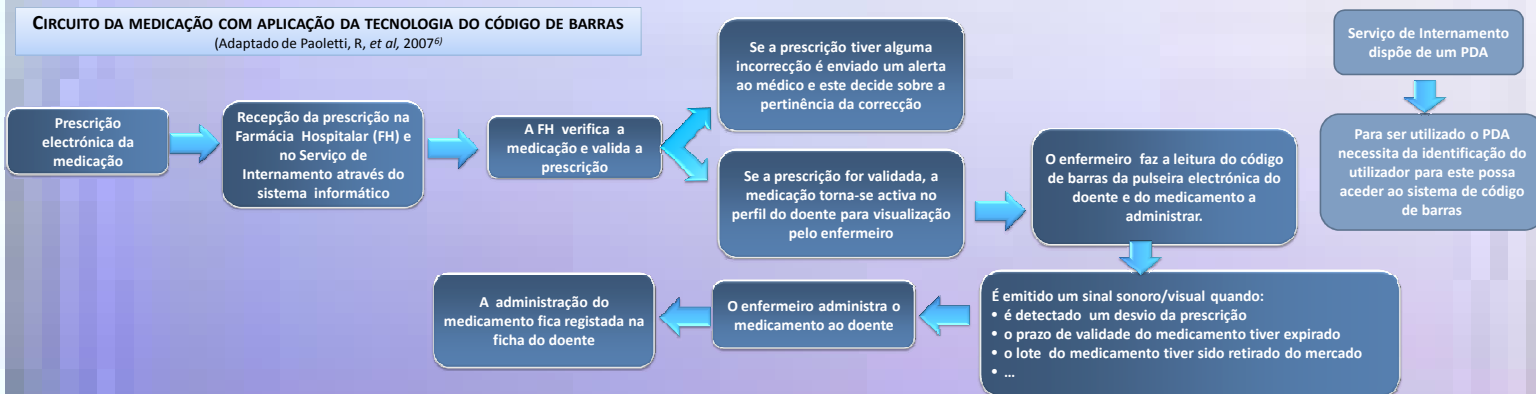 CIRCUITO DA MEDICAÇÃO COM APLICAÇÃO DA TECNOLOGIA DO CÓDIGO DE BARRAS
(Adaptado de Paoletti, R, et al, 2007⁶⁾
Prescrição
electrónica da
medicação
Recepção da prescrição na
Farmácia Hospitalar (FH) e
no Serviço de
Internamento através do
sistema informático
A FH verifica a
medicação e valida a
prescrição
Se a prescrição tiver alguma
incorrecção é enviado um alerta
ao médico e este decide sobre a
pertinência da correcção
Se a prescrição for validada, a
medicação torna-se activa no
perfil do doente para visualização
pelo enfermeiro
O enfermeiro faz a leitura do código
de barras da pulseira electrónica do
doente e do medicamento a
administrar.
Serviço de Internamento
dispõe de um PDA
Para ser utilizado o PDA
necessita da identificação do
utilizador para este possa
aceder ao sistema de código
de barras
É emitido um sinal sonoro/visual quando:
• é detectado um desvio da prescrição
• o prazo de validade do medicamento tiver expirado
• o lote do medicamento tiver sido retirado do mercado
• ...
O enfermeiro administra o
medicamento ao doente
A administração do
medicamento fica registada na
ficha do doente